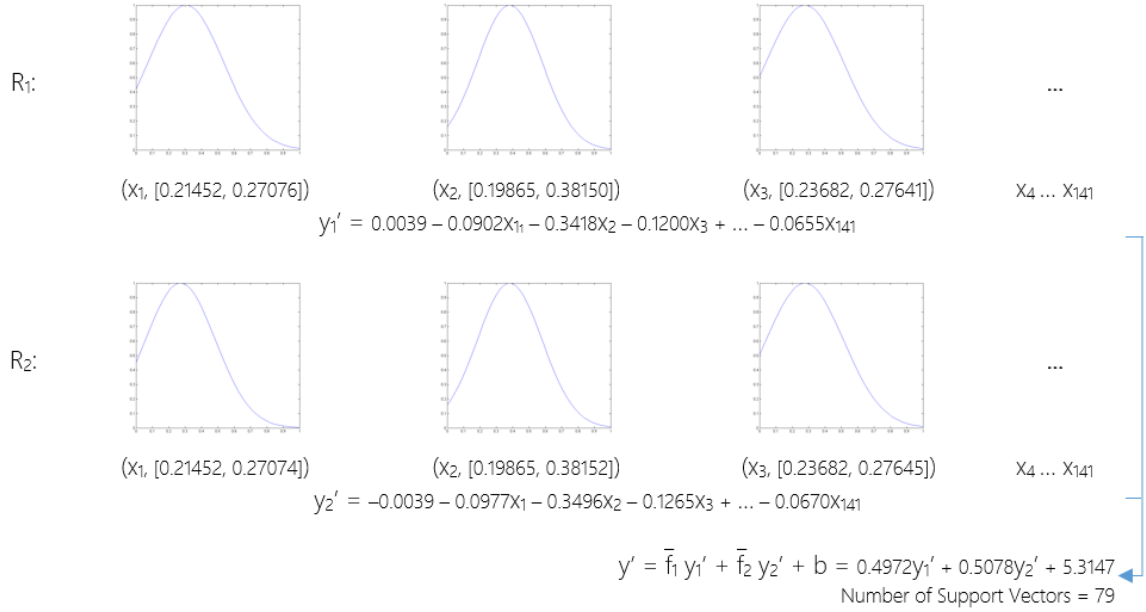 R₁:
...
(x₁, [0.21452, 0.27076]) (x₂, [0.19865, 0.38150]) (x₃, [0.23682, 0.27641]) x₄ ... x₁₄₁
y₁′ = 0.0039 – 0.0902x₁₁ – 0.3418x₂ – 0.1200x₃ + ... – 0.0655x₁₄₁
R₂:
...
(x₁, [0.21452, 0.27074]) (x₂, [0.19865, 0.38152]) (x₃, [0.23682, 0.27645]) x₄ ... x₁₄₁
y₂′ = –0.0039 – 0.0977x₁ – 0.3496x₂ – 0.1265x₃ + ... – 0.0670x₁₄₁
y′ = f̅₁ y₁′ + f̅₂ y₂′ + b = 0.4972y₁′ + 0.5078y₂′ + 5.3147
Number of Support Vectors = 79